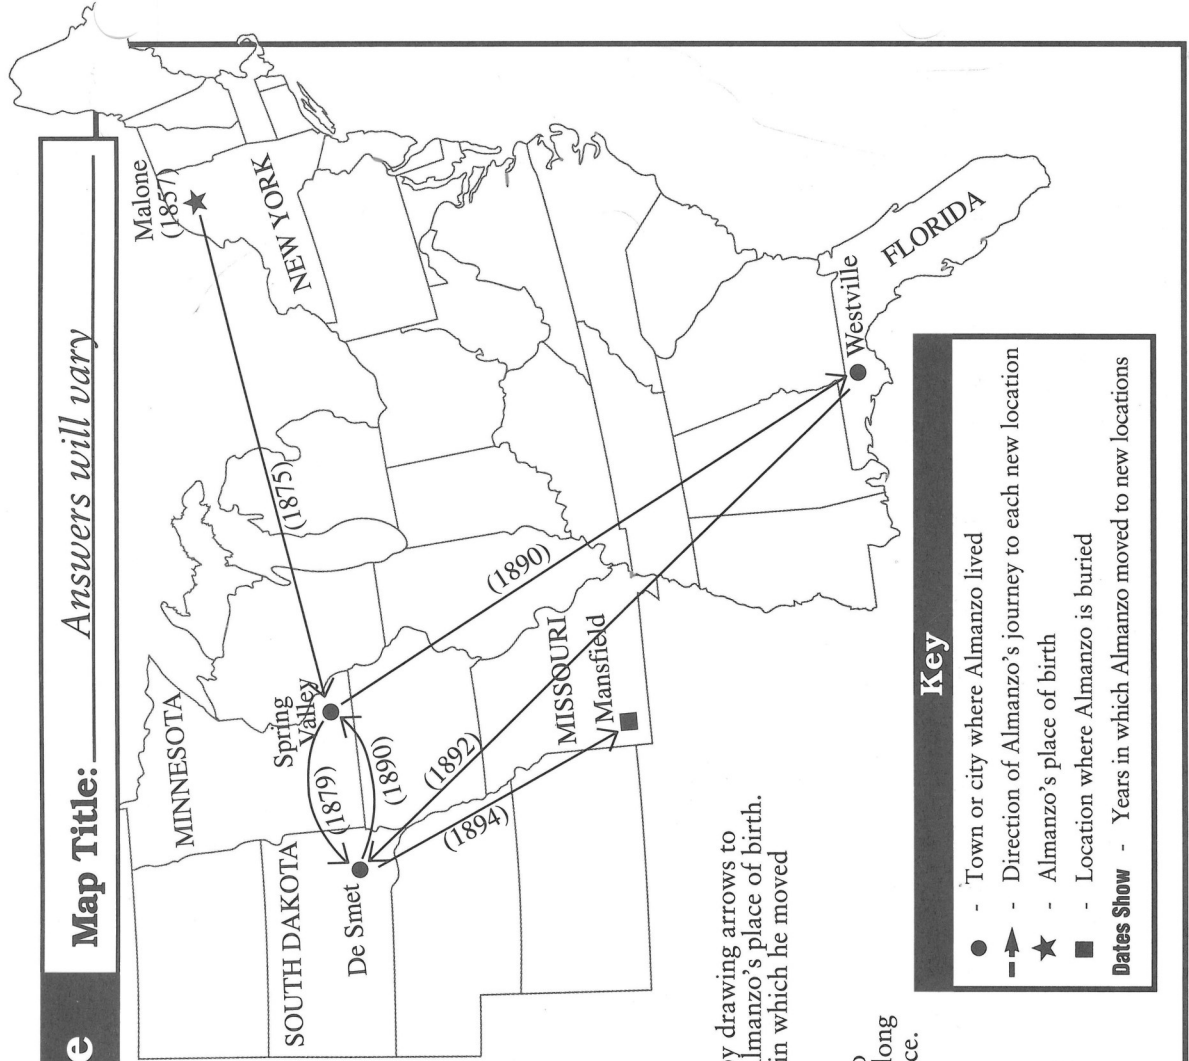 e
Map Title: Answers will vary
Malone
(1857)
NEW YORK
MINNESOTA
(1875)
Spring
Valley
(1879)
(1890)
(1890)
(1892)
(1894)
SOUTH DAKOTA
De Smet
MISSOURI
Mansfield
Westville
FLORIDA
y drawing arrows to
lmanzo's place of birth.
in which he moved
long
ce.
Key
- Town or city where Almanzo lived
- Direction of Almanzo's journey to each new location
- Almanzo's place of birth
- Location where Almanzo is buried
Dates Show - Years in which Almanzo moved to new locations